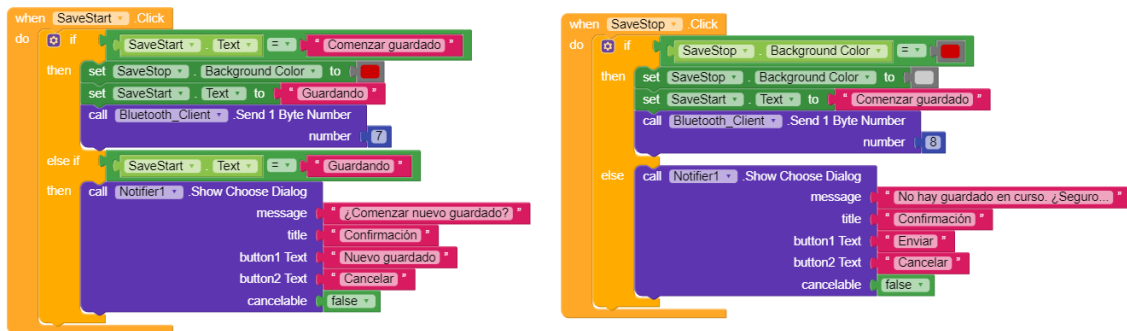 when SaveStart .Click
do if SaveStart . Text = " Comenzar guardado "
then set SaveStop . Background Color to
set SaveStart . Text to " Guardando "
call Bluetooth_Client .Send 1 Byte Number
number 7
else if SaveStart . Text = " Guardando "
then call Notifier1 .Show Choose Dialog
message " ¿Comenzar nuevo guardado? "
title " Confirmación "
button1 Text " Nuevo guardado "
button2 Text " Cancelar "
cancelable false
when SaveStop .Click
do if SaveStop . Background Color =
then set SaveStop . Background Color to
set SaveStart . Text to " Comenzar guardado "
call Bluetooth_Client .Send 1 Byte Number
number 8
else call Notifier1 .Show Choose Dialog
message " No hay guardado en curso. ¿Seguro... "
title " Confirmación "
button1 Text " Enviar "
button2 Text " Cancelar "
cancelable false